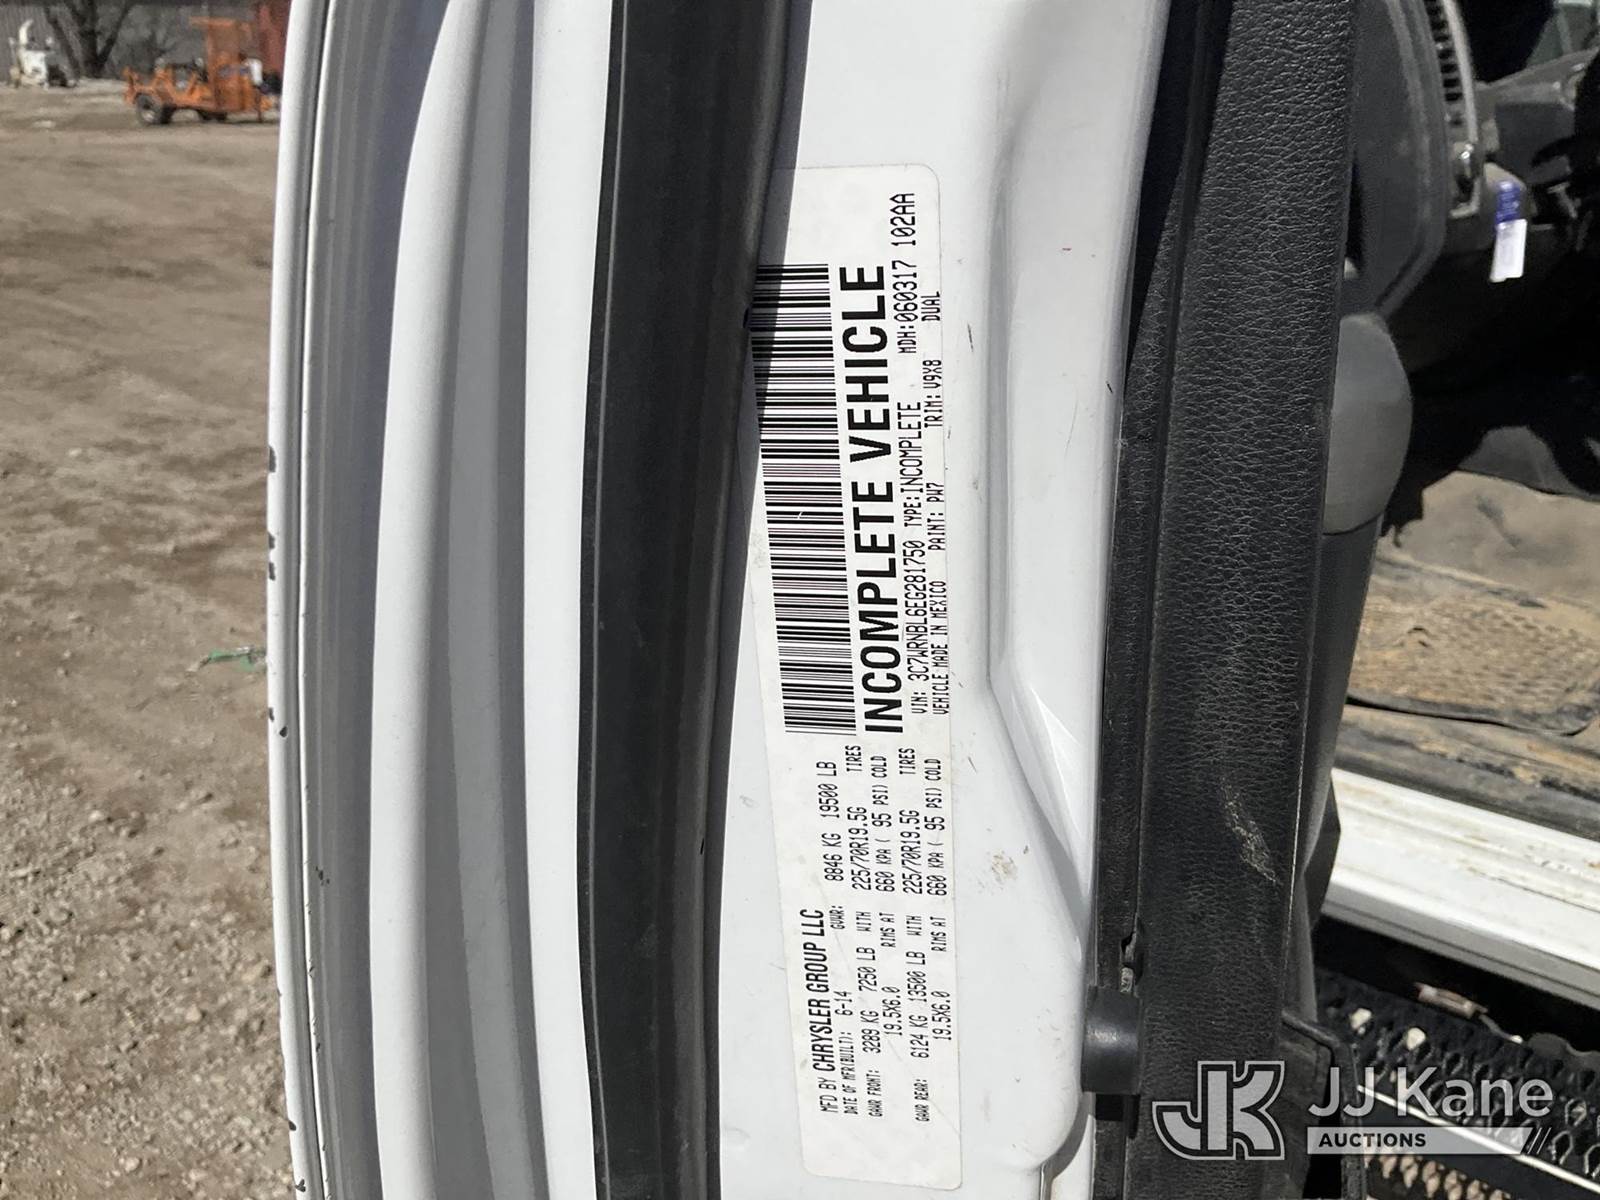 MFD BY CHRYSLER GROUP LLC
DATE OF MFR(BUILT): 6-14 GVWR: 8846 KG 19500 LB
GAWR FRONT: 3289 KG 7250 LB WITH 225/70R19.5G TIRES
19.5X6.0 RIMS AT 660 KPA ( 95 PSI) COLD
GAWR REAR: 6124 KG 13500 LB WITH 225/70R19.5G TIRES
19.5X6.0 RIMS AT 660 KPA ( 95 PSI) COLD
INCOMPLETE VEHICLE
MDH:060317 102AA
VIN: 3C7WRNBL6EG281750 TYPE:INCOMPLETE DUAL
VEHICLE MADE IN MEXICO PAINT: PW7 TRIM: V9X8
JK JJ Kane
AUCTIONS